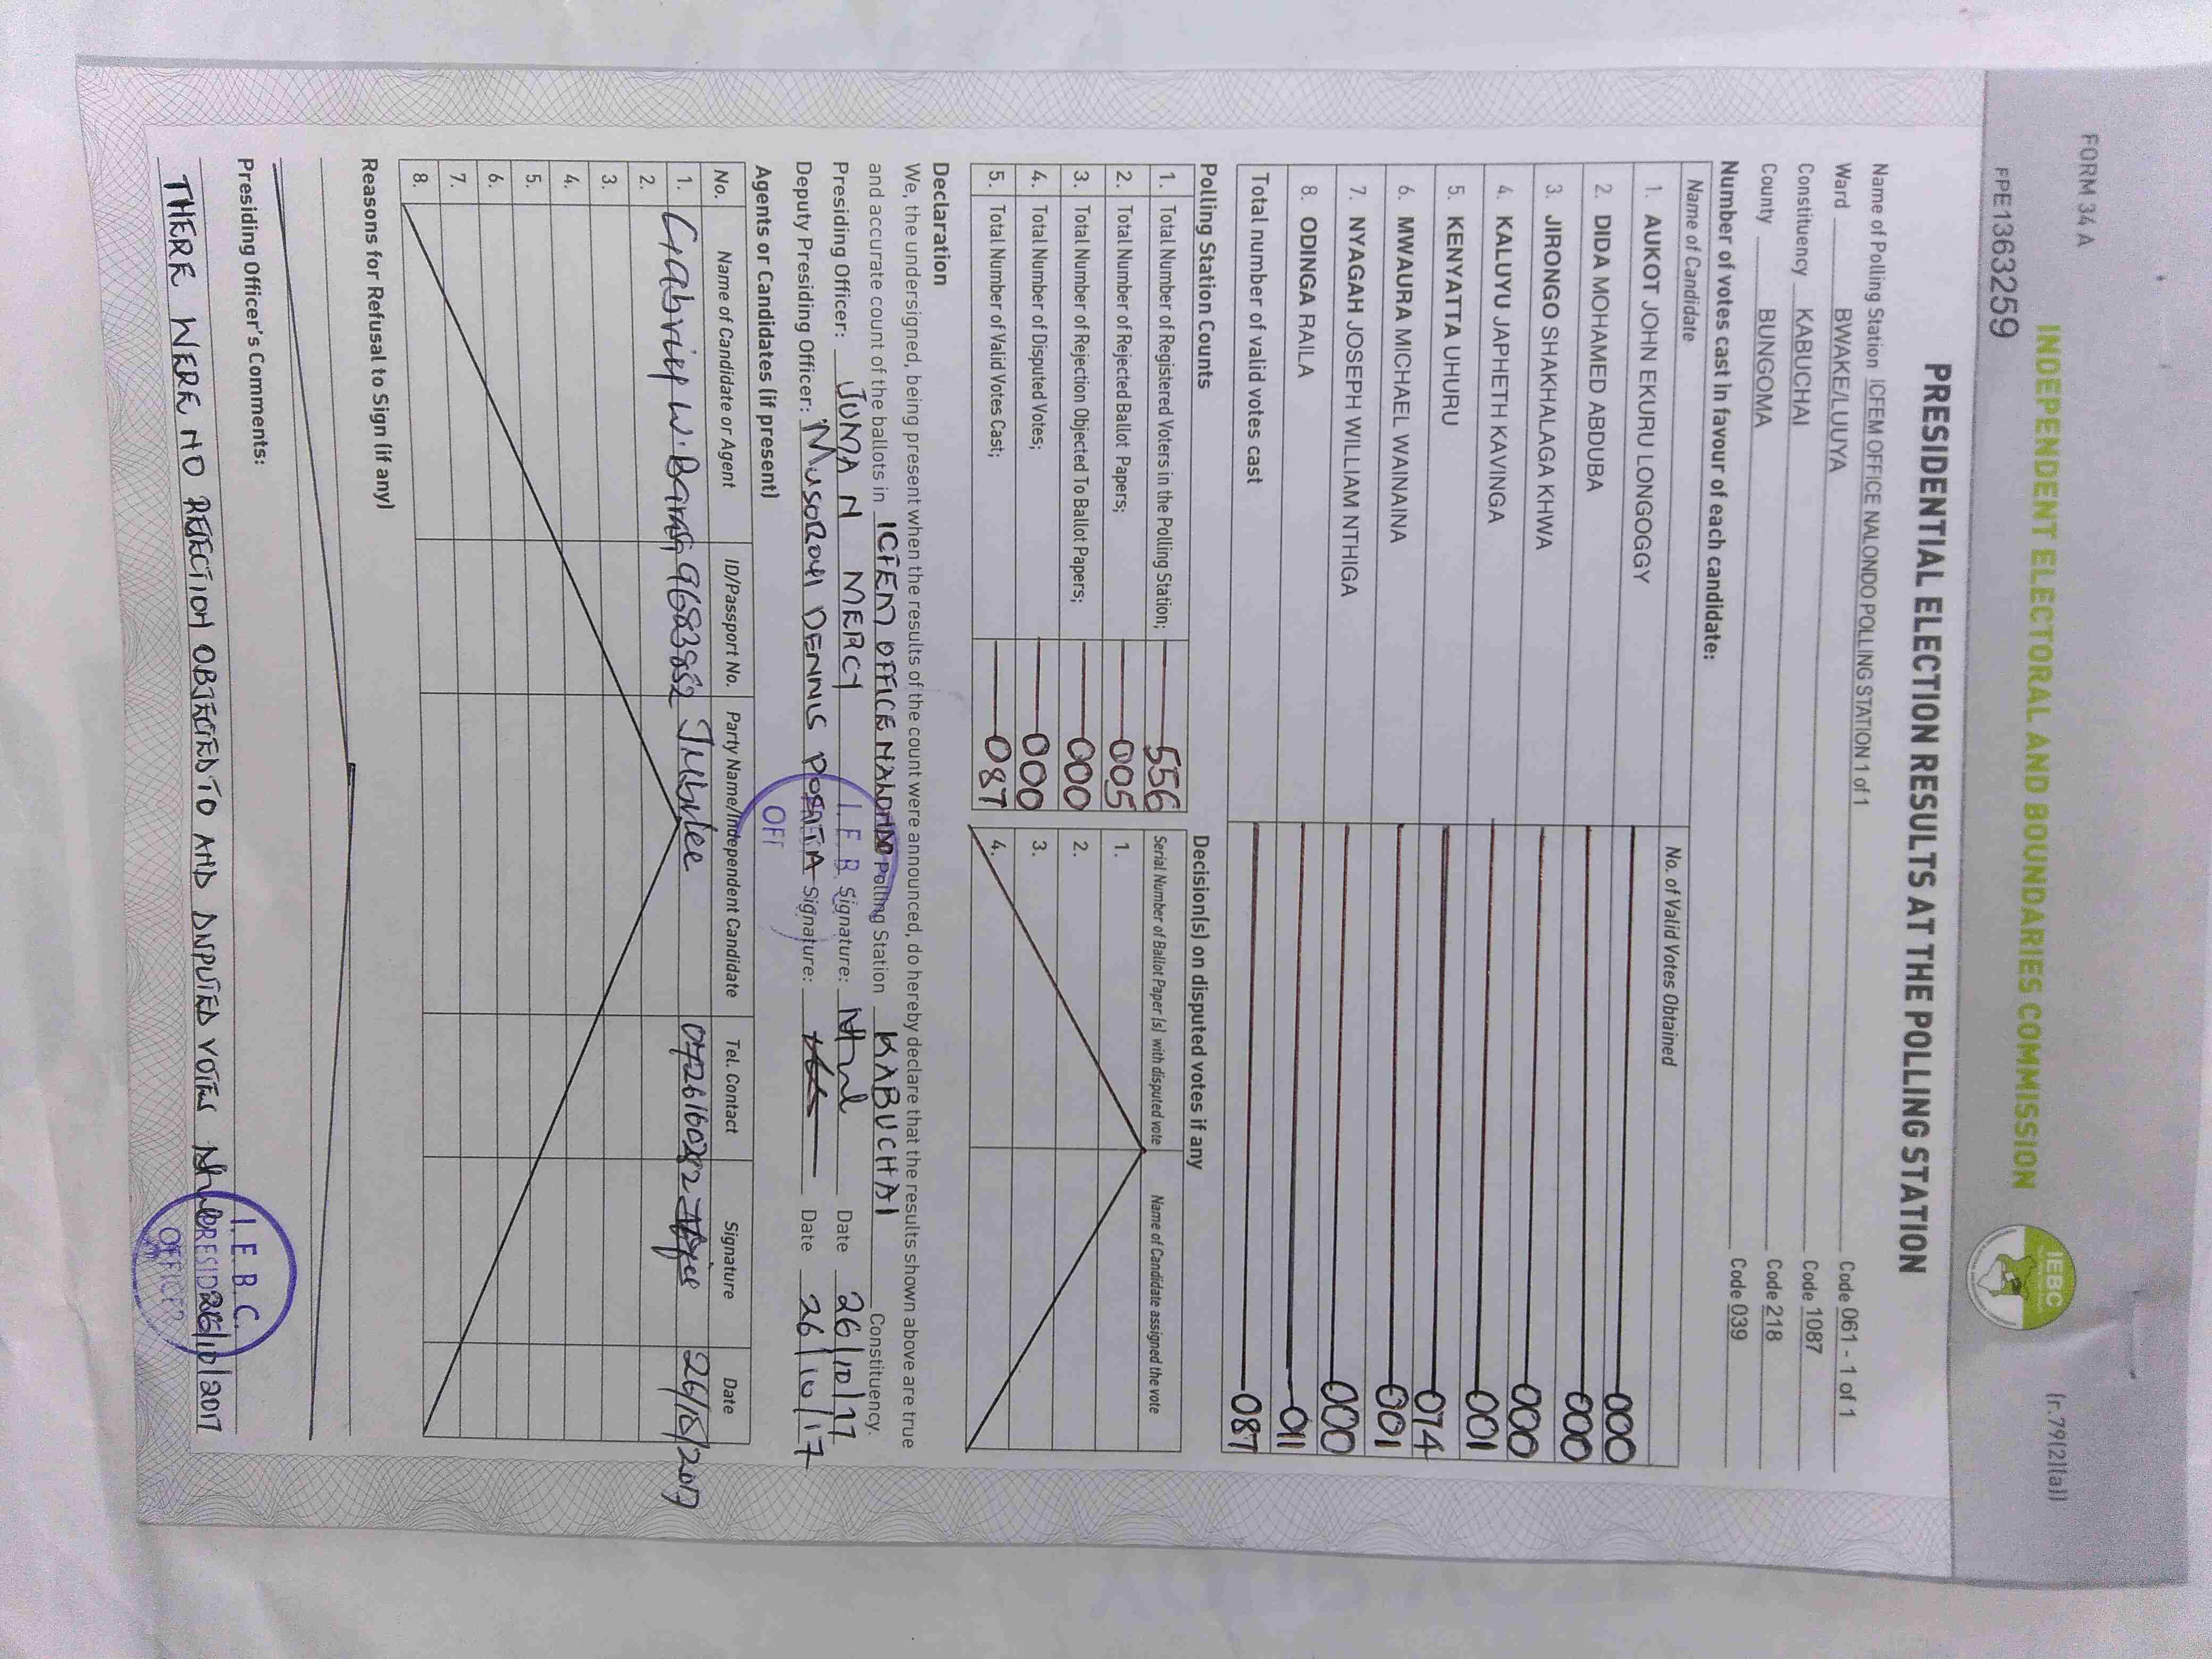 FORM 34 A
(r.79(2)(a))
INDEPENDENT ELECTORAL AND BOUNDARIES COMMISSION
IEBC
FPE1363259
PRESIDENTIAL ELECTION RESULTS AT THE POLLING STATION
Name of Polling Station ICFEM OFFICE NALONDO POLLING STATION 1 of 1 Code 061 - 1 of 1
Ward BWAKE/LUUYA Code 1087
Constituency KABUCHAI Code 218
County BUNGOMA Code 039
Number of votes cast in favour of each candidate:
Name of Candidate No. of Valid Votes Obtained
1. AUKOT JOHN EKURU LONGOGGY 000
2. DIDA MOHAMED ABDUBA 000
3. JIRONGO SHAKHALAGA KHWA 000
4. KALUYU JAPHETH KAVINGA 001
5. KENYATTA UHURU 074
6. MWAURA MICHAEL WAINAINA 001
7. NYAGAH JOSEPH WILLIAM NTHIGA 000
8. ODINGA RAILA 011
Total number of valid votes cast 087
Polling Station Counts
1. Total Number of Registered Voters in the Polling Station; 556
2. Total Number of Rejected Ballot Papers; 005
3. Total Number of Rejection Objected To Ballot Papers; 000
4. Total Number of Disputed Votes; 000
5. Total Number of Valid Votes Cast; 087
Decision(s) on disputed votes if any
Serial Number of Ballot Paper (s) with disputed vote Name of Candidate assigned the vote
1.
2.
3.
4.
Declaration
We, the undersigned, being present when the results of the count were announced, do hereby declare that the results shown above are true
and accurate count of the ballots in ICFEM OFFICE NALONDO Polling Station KABUCHAI Constituency.
Presiding Officer: JUMA N MERCY Signature: Date 26/10/17
Deputy Presiding Officer: DENNIS Signature: Date 26/10/17
I.E.B
OFF
Agents or Candidates (if present)
No. Name of Candidate or Agent ID/Passport No. Party Name/Independent Candidate Tel. Contact Signature Date
1. Gabriel W. Jubilee 0726160282 26/10/2017
2.
3.
4.
5.
6.
7.
8.
Reasons for Refusal to Sign (if any)
Presiding Officer's Comments:
THERE WERE NO REJECTION OBJECTED TO AND DISPUTED VOTES 26/10/2017
I.E.B.C.
PRESIDING
OFFICER